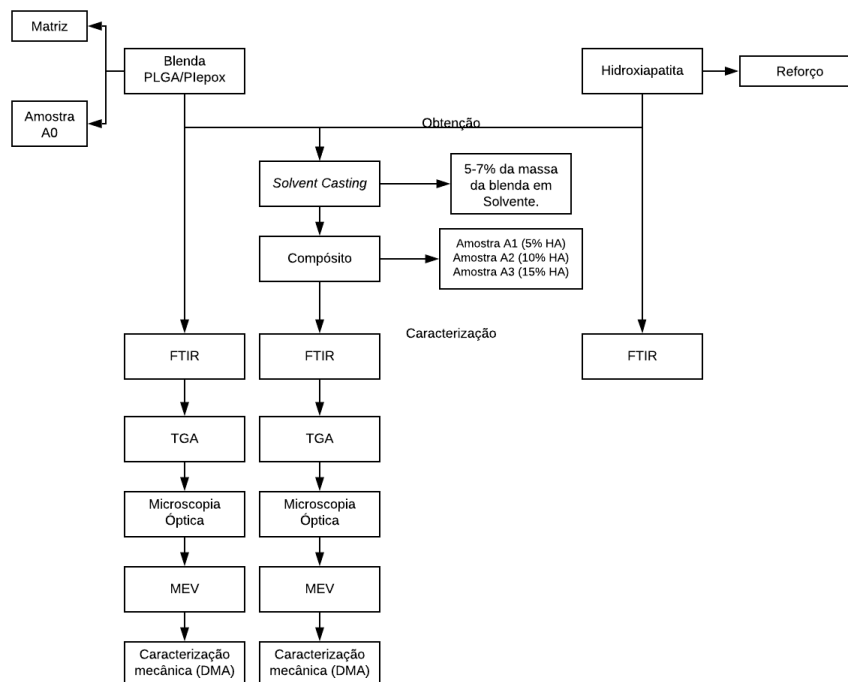 Matriz
Blenda
PLGA/PIepox
Hidroxiapatita
Reforço
Amostra
A0
Obtenção
Solvent Casting
5-7% da massa
da blenda em
Solvente.
Compósito
Amostra A1 (5% HA)
Amostra A2 (10% HA)
Amostra A3 (15% HA)
Caracterização
FTIR
FTIR
FTIR
TGA
TGA
Microscopia
Óptica
Microscopia
Óptica
MEV
MEV
Caracterização
mecânica (DMA)
Caracterização
mecânica (DMA)